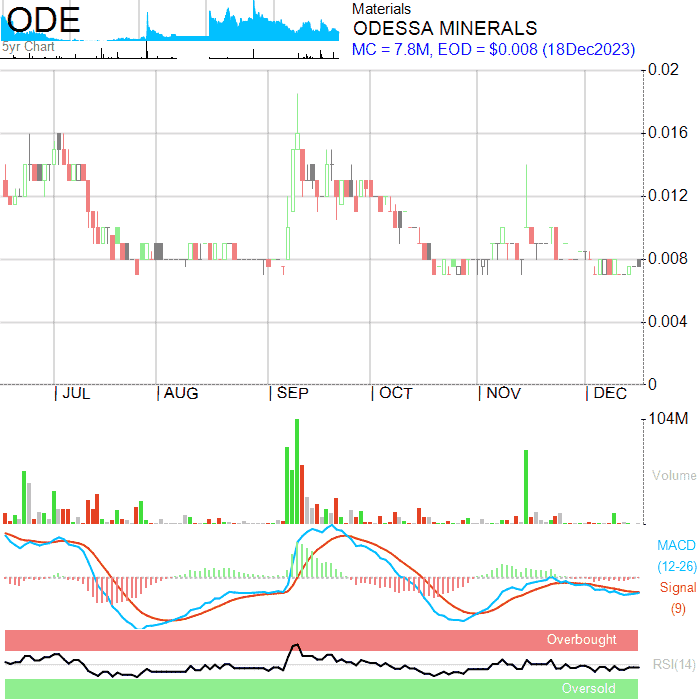 ODE
5yr Chart
Materials
ODESSA MINERALS
MC = 7.8M, EOD = $0.008 (18Dec2023)
0.02
0.016
0.012
0.008
0.004
0
JUL AUG SEP OCT NOV DEC
104M
Volume
MACD
(12-26)
Signal
(9)
Overbought
RSI(14)
Oversold